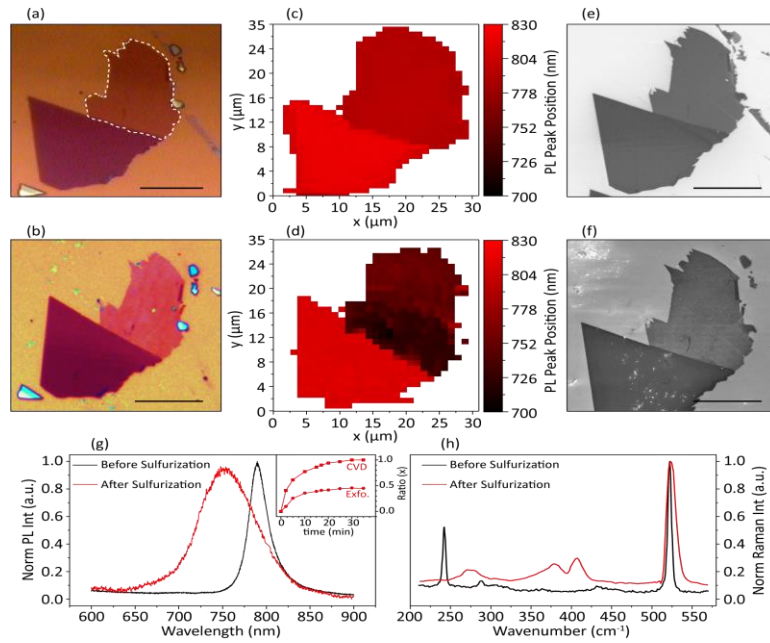 (a)
(b)
(c)
35
28
24
20
16
12
8
4
0
y (µm)
0 5 10 15 20 25 30
x (µm)
830
804
778
752
726
700
PL Peak Position (nm)
(d)
35
28
24
20
16
12
8
4
0
y (µm)
0 5 10 15 20 25 30
x (µm)
830
804
778
752
726
700
PL Peak Position (nm)
(e)
(f)
(g)
Before Sulfurization
After Sulfurization
1.0
0.8
0.6
0.4
0.2
0.0
Norm PL Int (a.u.)
600 650 700 750 800 850 900
Wavelength (nm)
CVD
Exfo.
1.0
0.5
0.0
Ratio (x)
0 10 20 30
time (min)
(h)
Before Sulfurization
After Sulfurization
1.0
0.8
0.6
0.4
0.2
0.0
Norm Raman Int (a.u.)
200 250 300 350 400 450 500 550
Wavenumber (cm⁻¹)